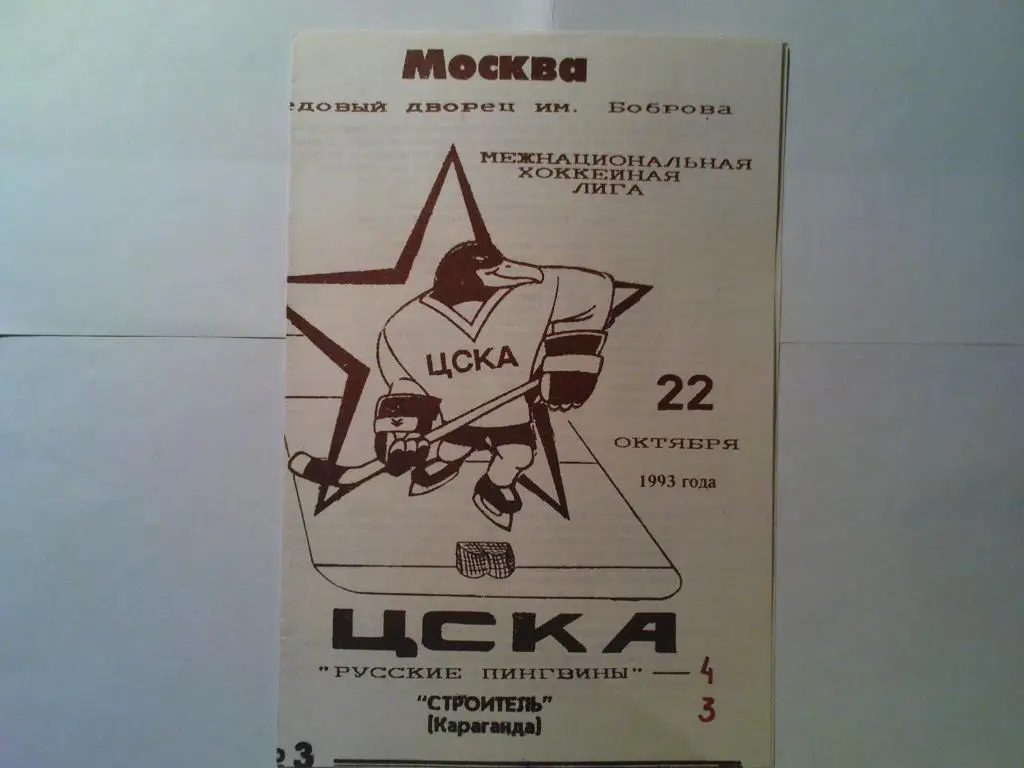 Москва
едовый дворец им. Боброва
МЕЖНАЦИОНАЛЬНАЯ
ХОККЕЙНАЯ
ЛИГА
ЦСКА
22
ОКТЯБРЯ
1993 года
ЦСКА
"РУССКИЕ ПИНГВИНЫ" — 4
"СТРОИТЕЛЬ" 3
(Караганда)
3